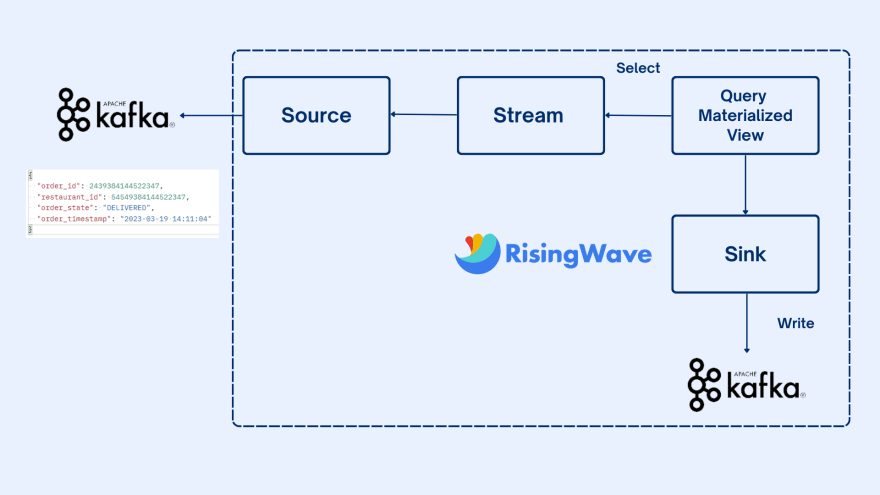 Select
APACHE
kafka®
Source
Stream
Query
Materialized
View
{
"order_id": 2439384144522347,
"restaurant_id": 54549384144522347,
"order_state": "DELIVERED",
"order_timestamp": "2023-03-19 14:11:04"
}
RisingWave
Sink
Write
APACHE
kafka®